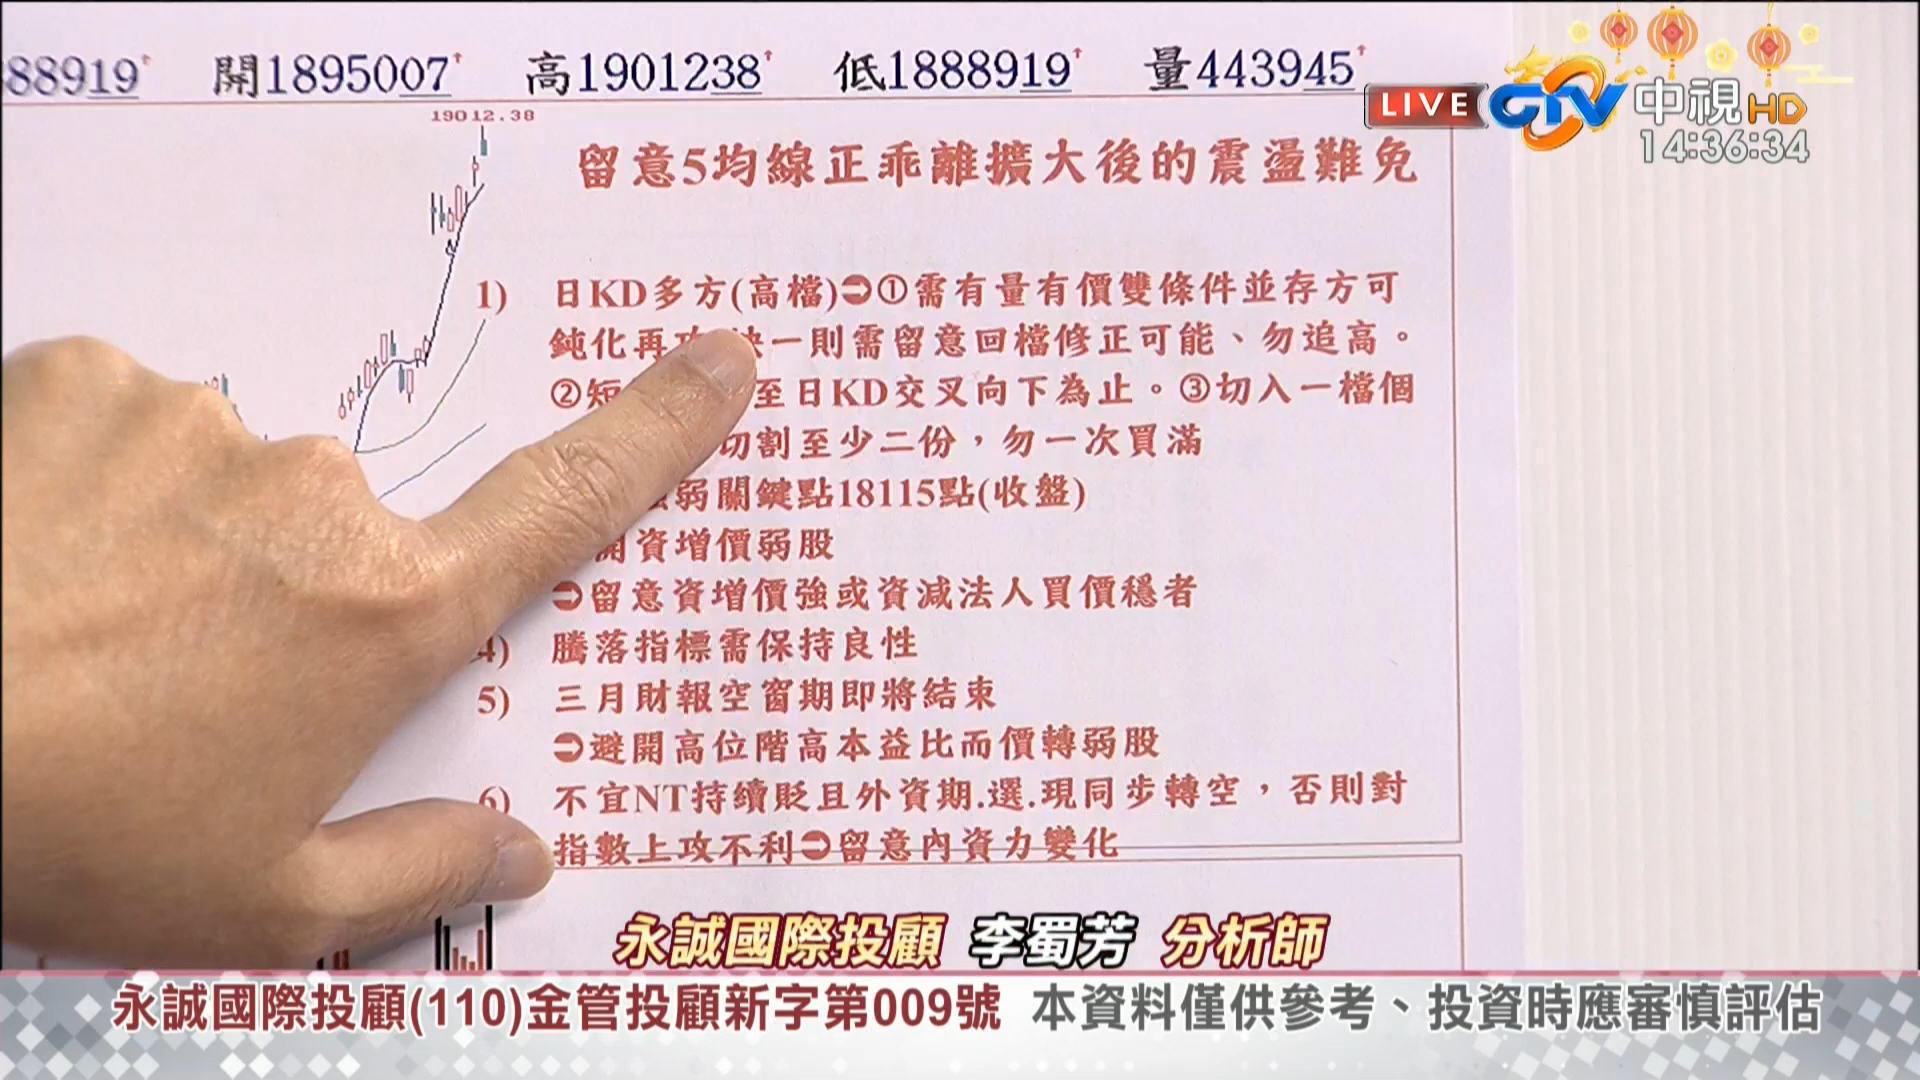 88919 開1895007 高1901238 低1888919 量443945
LIVE CTV 中視HD
14:36:34
19012.38
留意5均線正乖離擴大後的震盪難免
1) 日KD多方(高檔)➲①需有量有價雙條件並存方可
鈍化再 一則需留意回檔修正可能、勿追高。
②短 至日KD交叉向下為止。③切入一檔個
切割至少二份，勿一次買滿
弱關鍵點18115點(收盤)
開資增價弱股
➲留意資增價強或資減法人買價穩者
4) 騰落指標需保持良性
5) 三月財報空窗期即將結束
➲避開高位階高本益比而價轉弱股
6) 不宜NT持續貶且外資期.選.現同步轉空，否則對
指數上攻不利➲留意內資力變化
永誠國際投顧 李蜀芳 分析師
永誠國際投顧(110)金管投顧新字第009號 本資料僅供參考、投資時應審慎評估